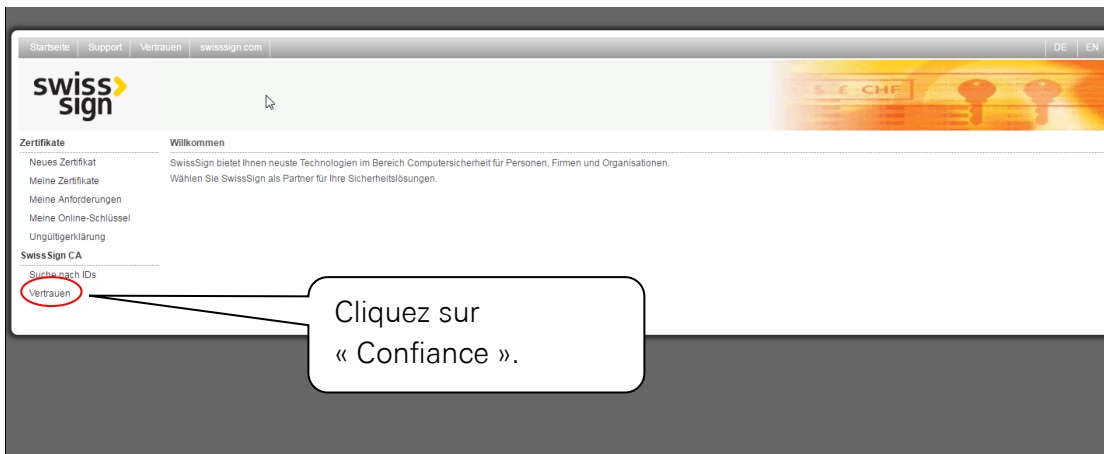 Startseite Support Vertrauen swisssign.com DE EN
swiss
sign
S £ CHF
Zertifikate
Neues Zertifikat
Meine Zertifikate
Meine Anforderungen
Meine Online-Schlüssel
Ungültigerklärung
SwissSign CA
Suche nach IDs
Vertrauen
Willkommen
SwissSign bietet Ihnen neuste Technologien im Bereich Computersicherheit für Personen, Firmen und Organisationen.
Wählen Sie SwissSign als Partner für Ihre Sicherheitslösungen.
Cliquez sur
« Confiance ».